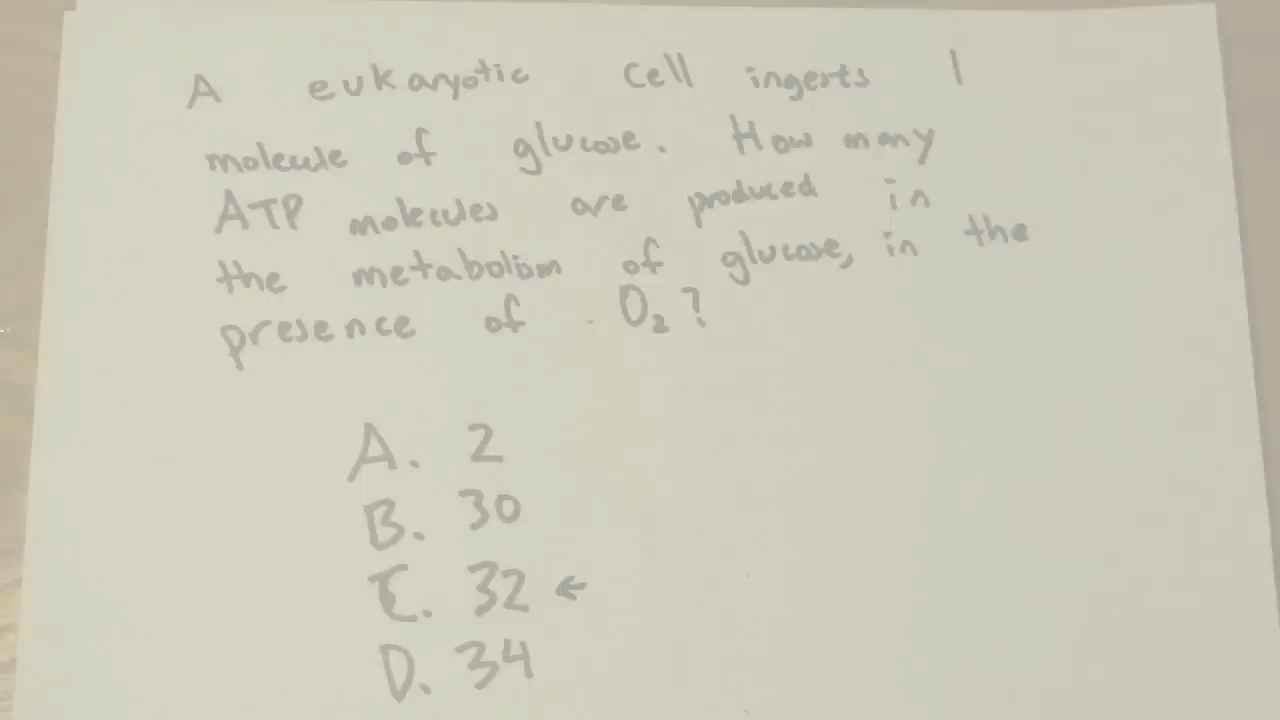 A eukaryotic cell ingests 1
molecule of glucose. How many
ATP molecules are produced in
the metabolism of glucose, in the
presence of O₂?
A. 2
B. 30
C. 32 ←
D. 34